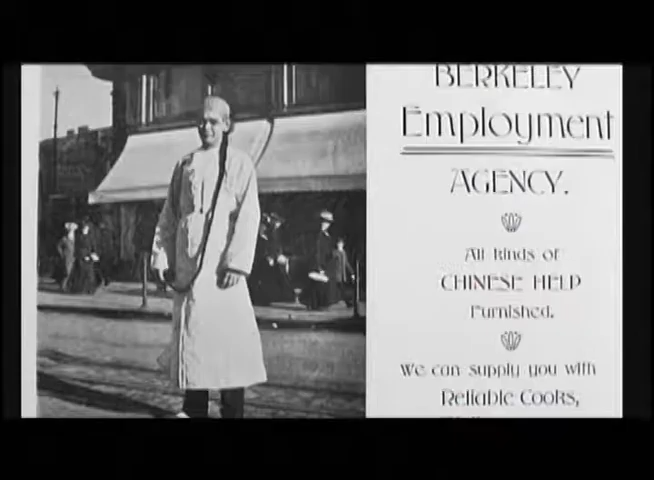 BERKELEY
Employment
AGENCY.
All kinds of
CHINESE HELP
Furnished.
We can supply you with
Reliable Cooks,